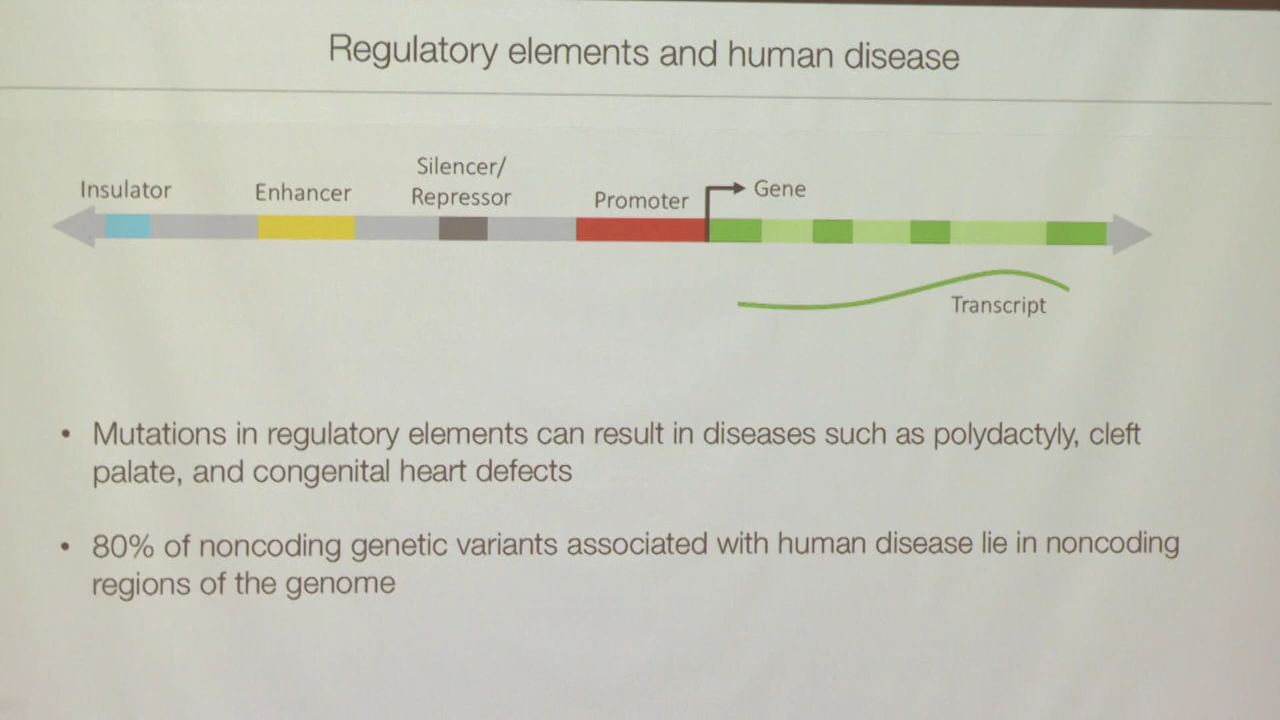 Regulatory elements and human disease
Insulator
Enhancer
Silencer/
Repressor
Promoter
Gene
Transcript
• Mutations in regulatory elements can result in diseases such as polydactyly, cleft
palate, and congenital heart defects
• 80% of noncoding genetic variants associated with human disease lie in noncoding
regions of the genome